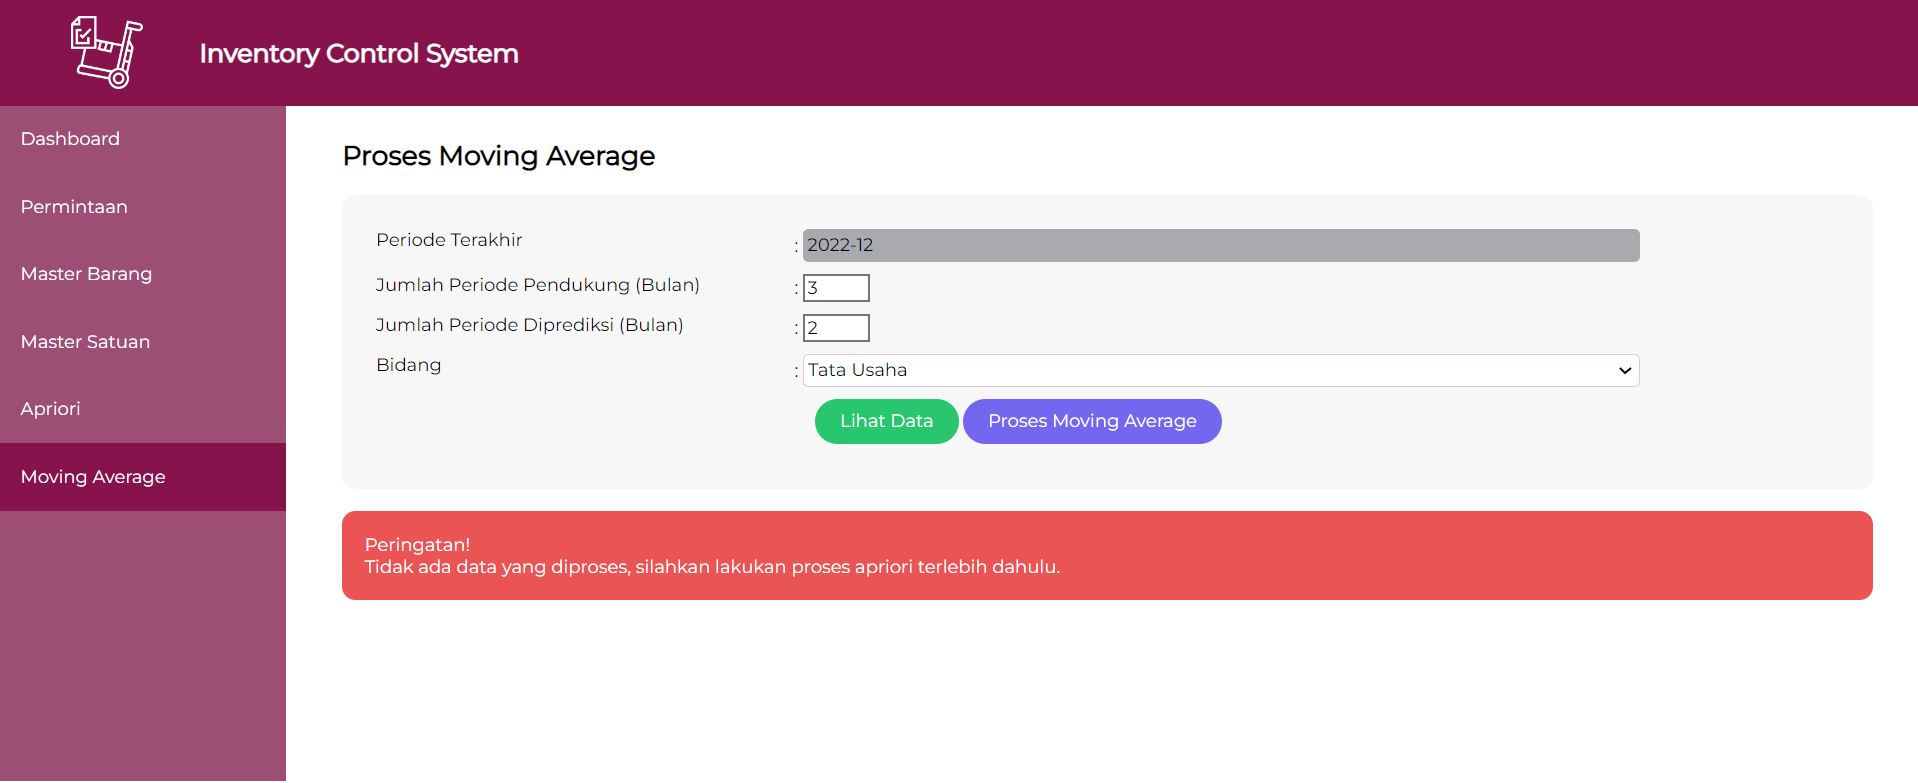 Inventory Control System
Dashboard
Permintaan
Master Barang
Master Satuan
Apriori
Moving Average
Proses Moving Average
Periode Terakhir : 2022-12
Jumlah Periode Pendukung (Bulan) : 3
Jumlah Periode Diprediksi (Bulan) : 2
Bidang : Tata Usaha
Lihat Data Proses Moving Average
Peringatan!
Tidak ada data yang diproses, silahkan lakukan proses apriori terlebih dahulu.